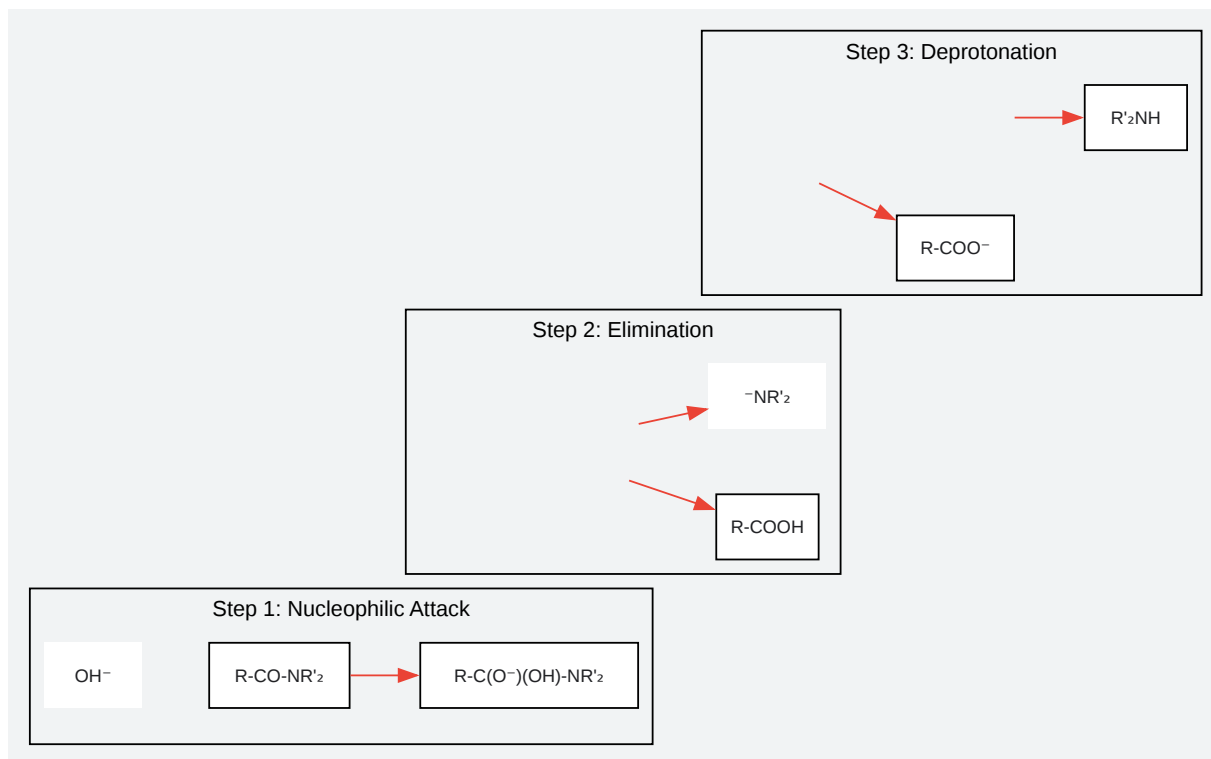 Step 3: Deprotonation
R'₂NH
R-COO⁻
Step 2: Elimination
⁻NR'₂
R-COOH
Step 1: Nucleophilic Attack
OH⁻
R-CO-NR'₂
R-C(O⁻)(OH)-NR'₂